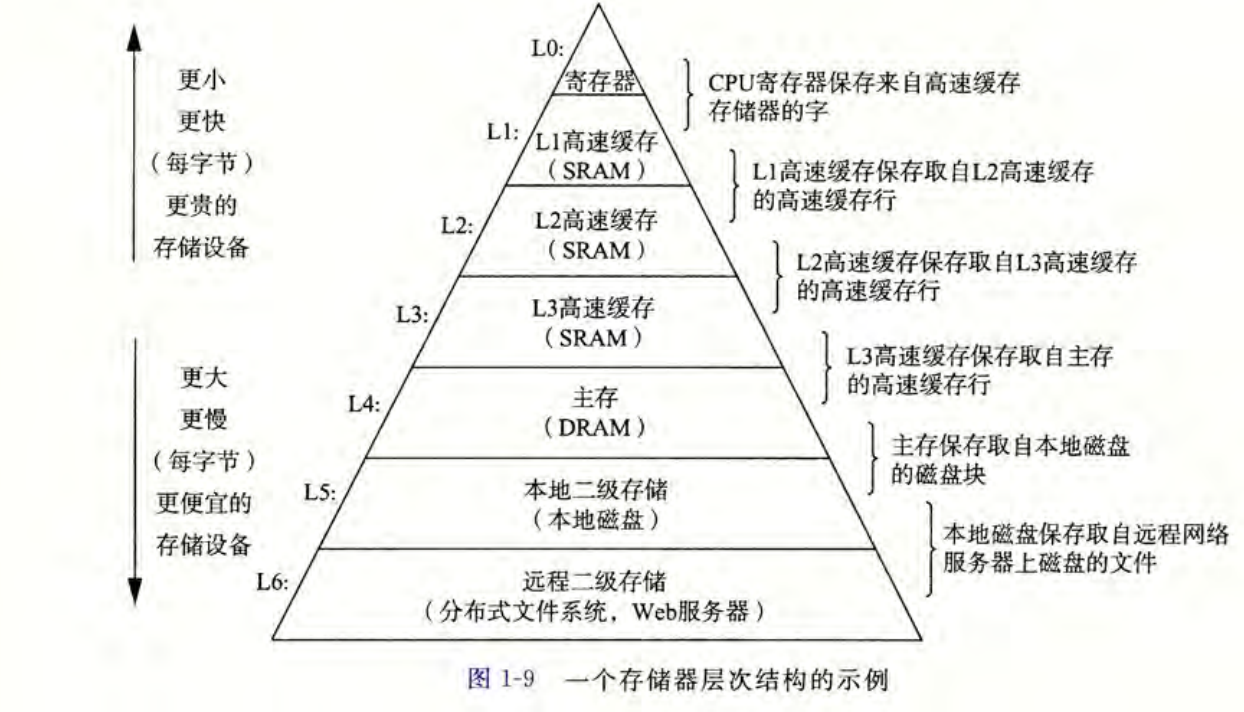 更小
更快
（每字节）
更贵的
存储设备
更大
更慢
（每字节）
更便宜的
存储设备
L0:
寄存器
L1:
L1高速缓存
（SRAM）
L2:
L2高速缓存
（SRAM）
L3:
L3高速缓存
（SRAM）
L4:
主存
（DRAM）
L5:
本地二级存储
（本地磁盘）
L6:
远程二级存储
（分布式文件系统，Web服务器）
CPU寄存器保存来自高速缓存
存储器的字
L1高速缓存保存取自L2高速缓存
的高速缓存行
L2高速缓存保存取自L3高速缓存
的高速缓存行
L3高速缓存保存取自主存
的高速缓存行
主存保存取自本地磁盘
的磁盘块
本地磁盘保存取自远程网络
服务器上磁盘的文件
图 1-9 一个存储器层次结构的示例